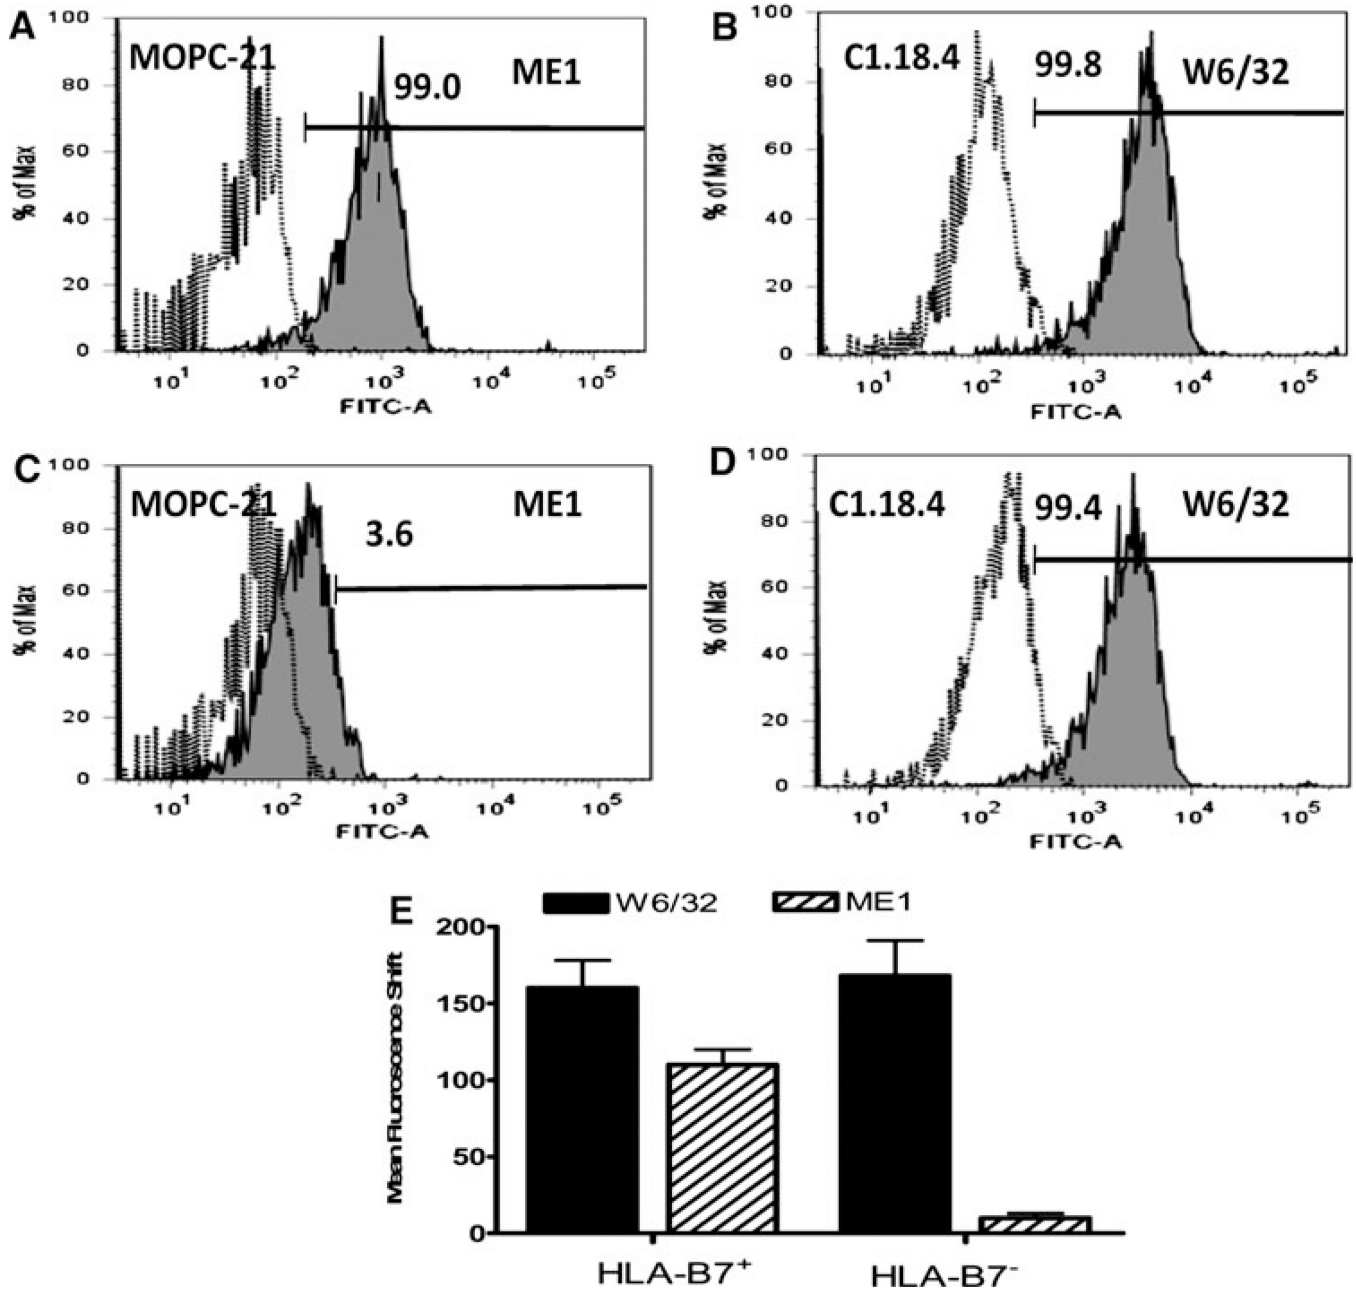 A
100
80
60
40
20
0
% of Max
MOPC-21
99.0
ME1
10¹ 10² 10³ 10⁴ 10⁵
FITC-A
B
100
80
60
40
20
0
% of Max
C1.18.4
99.8
W6/32
10¹ 10² 10³ 10⁴ 10⁵
FITC-A
C
100
80
60
40
20
0
% of Max
MOPC-21
3.6
ME1
10¹ 10² 10³ 10⁴ 10⁵
FITC-A
D
100
80
60
40
20
0
% of Max
C1.18.4
99.4
W6/32
10¹ 10² 10³ 10⁴ 10⁵
FITC-A
E
W6/32 ME1
200
150
100
50
0
Mean Fluoroscence Shift
HLA-B7⁺ HLA-B7⁻